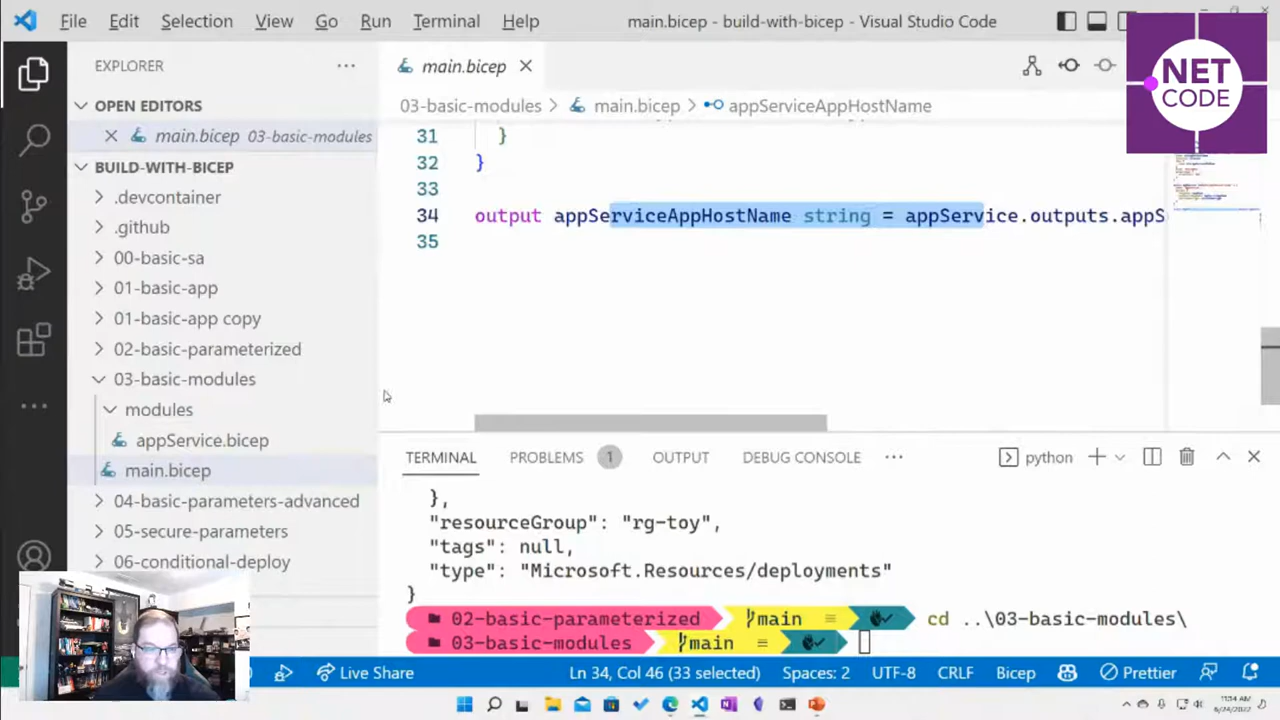 File Edit Selection View Go Run Terminal Help main.bicep - build-with-bicep - Visual Studio Code
NET
CODE
EXPLORER
OPEN EDITORS
main.bicep 03-basic-modules
BUILD-WITH-BICEP
.devcontainer
.github
00-basic-sa
01-basic-app
01-basic-app copy
02-basic-parameterized
03-basic-modules
modules
appService.bicep
main.bicep
04-basic-parameters-advanced
05-secure-parameters
06-conditional-deploy
main.bicep
03-basic-modules > main.bicep > appServiceAppHostName
31 }
32 }
33
34 output appServiceAppHostName string = appService.outputs.appS
35
TERMINAL PROBLEMS 1 OUTPUT DEBUG CONSOLE ··· python
},
"resourceGroup": "rg-toy",
"tags": null,
"type": "Microsoft.Resources/deployments"
}
02-basic-parameterized main ≡ cd ..\03-basic-modules\
03-basic-modules main ≡
Live Share Ln 34, Col 46 (33 selected) Spaces: 2 UTF-8 CRLF Bicep Prettier
11:34 AM
6/24/2022